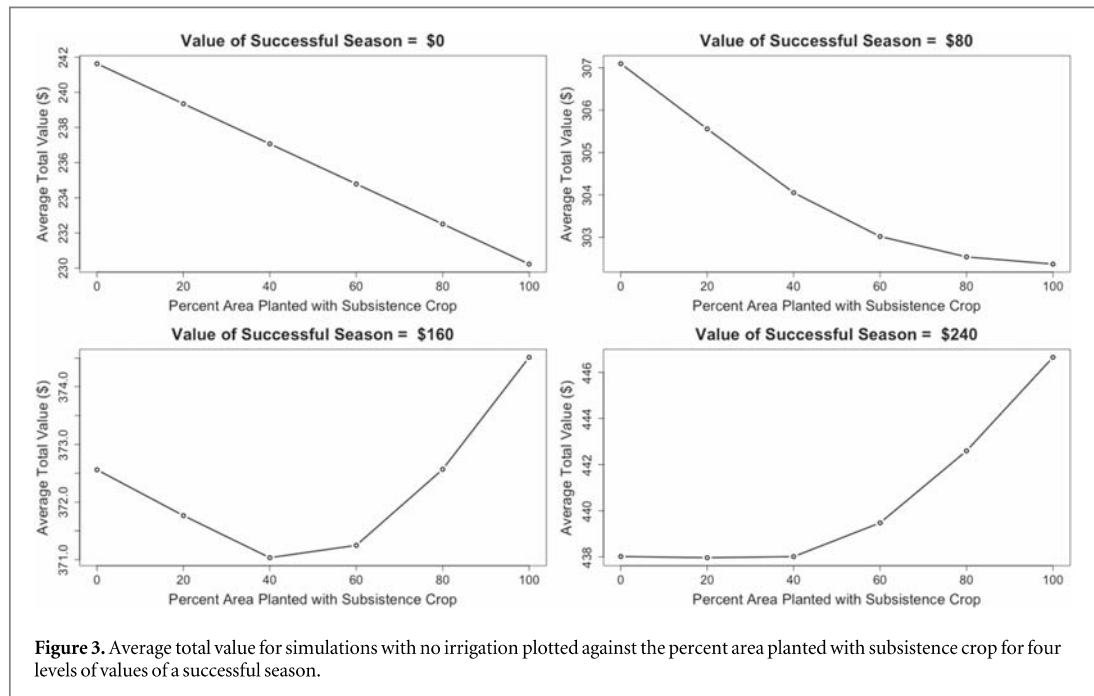 Value of Successful Season = $0
Average Total Value ($)
242
240
238
236
234
232
230
0 20 40 60 80 100
Percent Area Planted with Subsistence Crop
Value of Successful Season = $80
Average Total Value ($)
307
306
305
304
303
0 20 40 60 80 100
Percent Area Planted with Subsistence Crop
Value of Successful Season = $160
Average Total Value ($)
374.0
373.0
372.0
371.0
0 20 40 60 80 100
Percent Area Planted with Subsistence Crop
Value of Successful Season = $240
Average Total Value ($)
446
444
442
440
438
0 20 40 60 80 100
Percent Area Planted with Subsistence Crop
Figure 3. Average total value for simulations with no irrigation plotted against the percent area planted with subsistence crop for four
levels of values of a successful season.